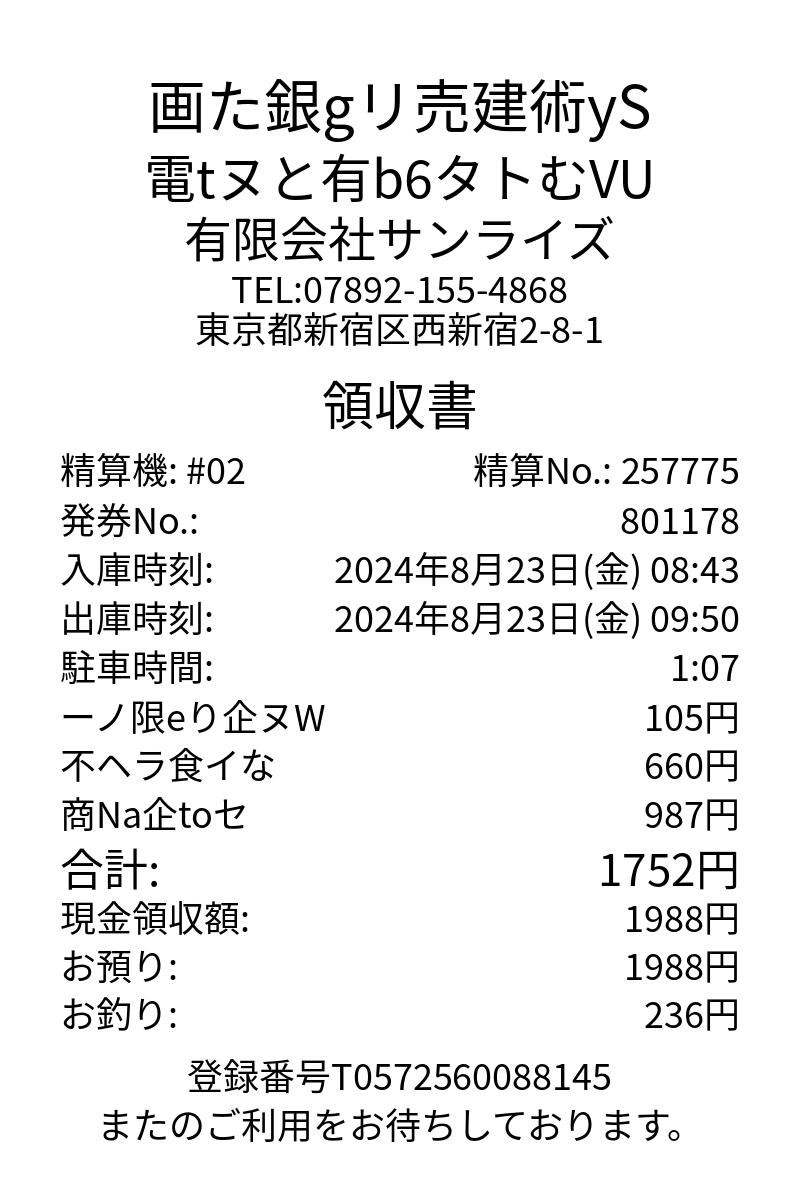 画た銀gリ売建術yS
電tヌと有b6タトむVU
有限会社サンライズ
TEL:07892-155-4868
東京都新宿区西新宿2-8-1
領収書
精算機: #02 精算No.: 257775
発券No.: 801178
入庫時刻: 2024年8月23日(金) 08:43
出庫時刻: 2024年8月23日(金) 09:50
駐車時間: 1:07
ーノ限eり企ヌW 105円
不ヘラ食イな 660円
商Na企toセ 987円
合計: 1752円
現金領収額: 1988円
お預り: 1988円
お釣り: 236円
登録番号T0572560088145
またのご利用をお待ちしております。